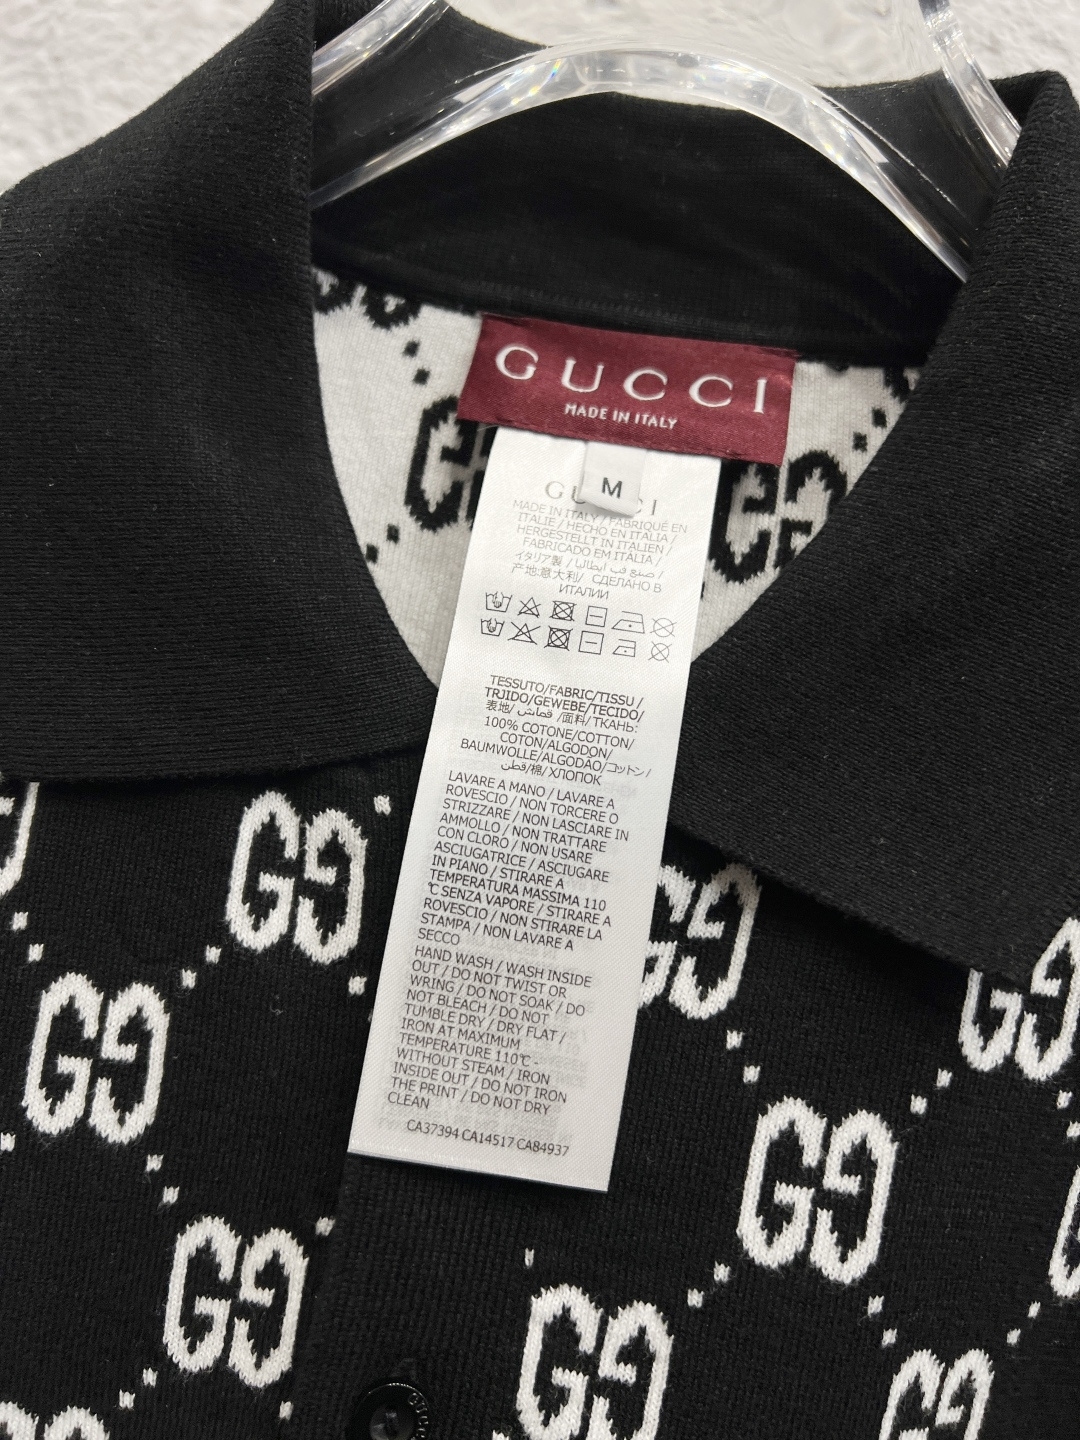 GUCCI
MADE IN ITALY
M
MADE IN ITALY / FABRIQUÉ EN
ITALIE / HECHO EN ITALIA /
HERGESTELLT IN ITALIEN /
FABRICADO EM ITALIA /
イタリア製 / صنع في ايطاليا /
产地:意大利/ СДЕЛАНО В
ИТАЛИИ
TESSUTO/FABRIC/TISSU /
TRJIDO/GEWEBE/TECIDO/
表地/ قماش /面料/ ТКАНЬ:
100% COTONE/COTTON/
COTON/ALGODON/
BAUMWOLLE/ALGODÃO/コットン/
قطن/棉/ХЛОПОК
LAVARE A MANO / LAVARE A
ROVESCIO / NON TORCERE O
STRIZZARE / NON LASCIARE IN
AMMOLLO / NON TRATTARE
CON CLORO / NON USARE
ASCIUGATRICE / ASCIUGARE
IN PIANO / STIRARE A
TEMPERATURA MASSIMA 110
℃ SENZA VAPORE / STIRARE A
ROVESCIO / NON STIRARE LA
STAMPA / NON LAVARE A
SECCO
HAND WASH / WASH INSIDE
OUT / DO NOT TWIST OR
WRING / DO NOT SOAK / DO
NOT BLEACH / DO NOT
TUMBLE DRY / DRY FLAT /
IRON AT MAXIMUM
TEMPERATURE 110℃ -
WITHOUT STEAM / IRON
INSIDE OUT / DO NOT IRON
THE PRINT / DO NOT DRY
CLEAN
CA37394 CA14517 CA84937